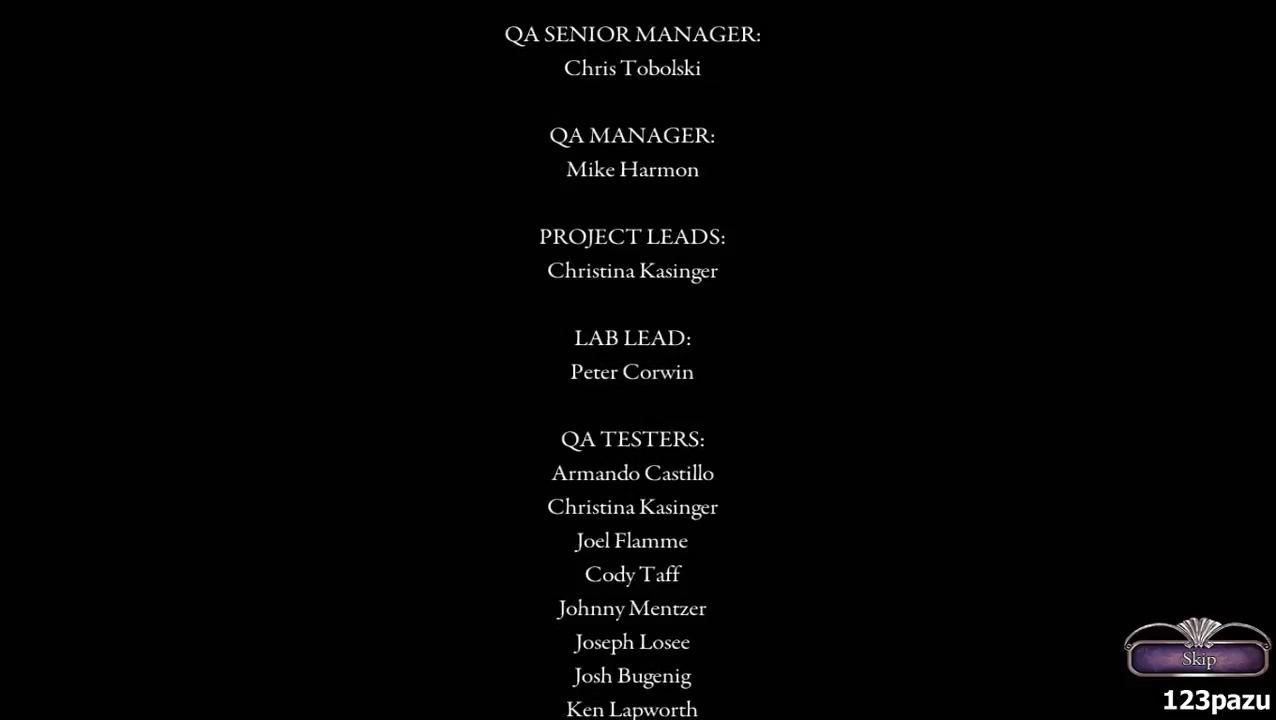 QA SENIOR MANAGER:
Chris Tobolski
QA MANAGER:
Mike Harmon
PROJECT LEADS:
Christina Kasinger
LAB LEAD:
Peter Corwin
QA TESTERS:
Armando Castillo
Christina Kasinger
Joel Flamme
Cody Taff
Johnny Mentzer
Joseph Losee
Josh Bugenig
Ken Lapworth
Skip
123pazu